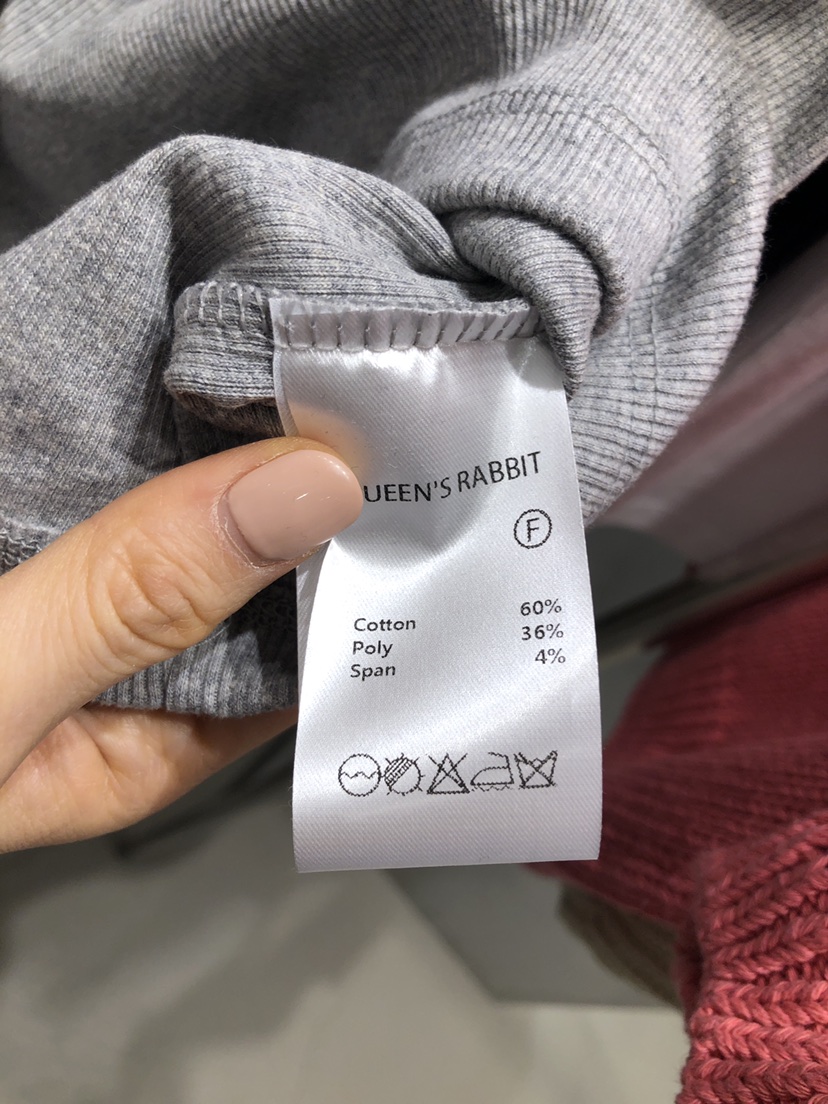 UEEN'S RABBIT
F
Cotton 60%
Poly 36%
Span 4%